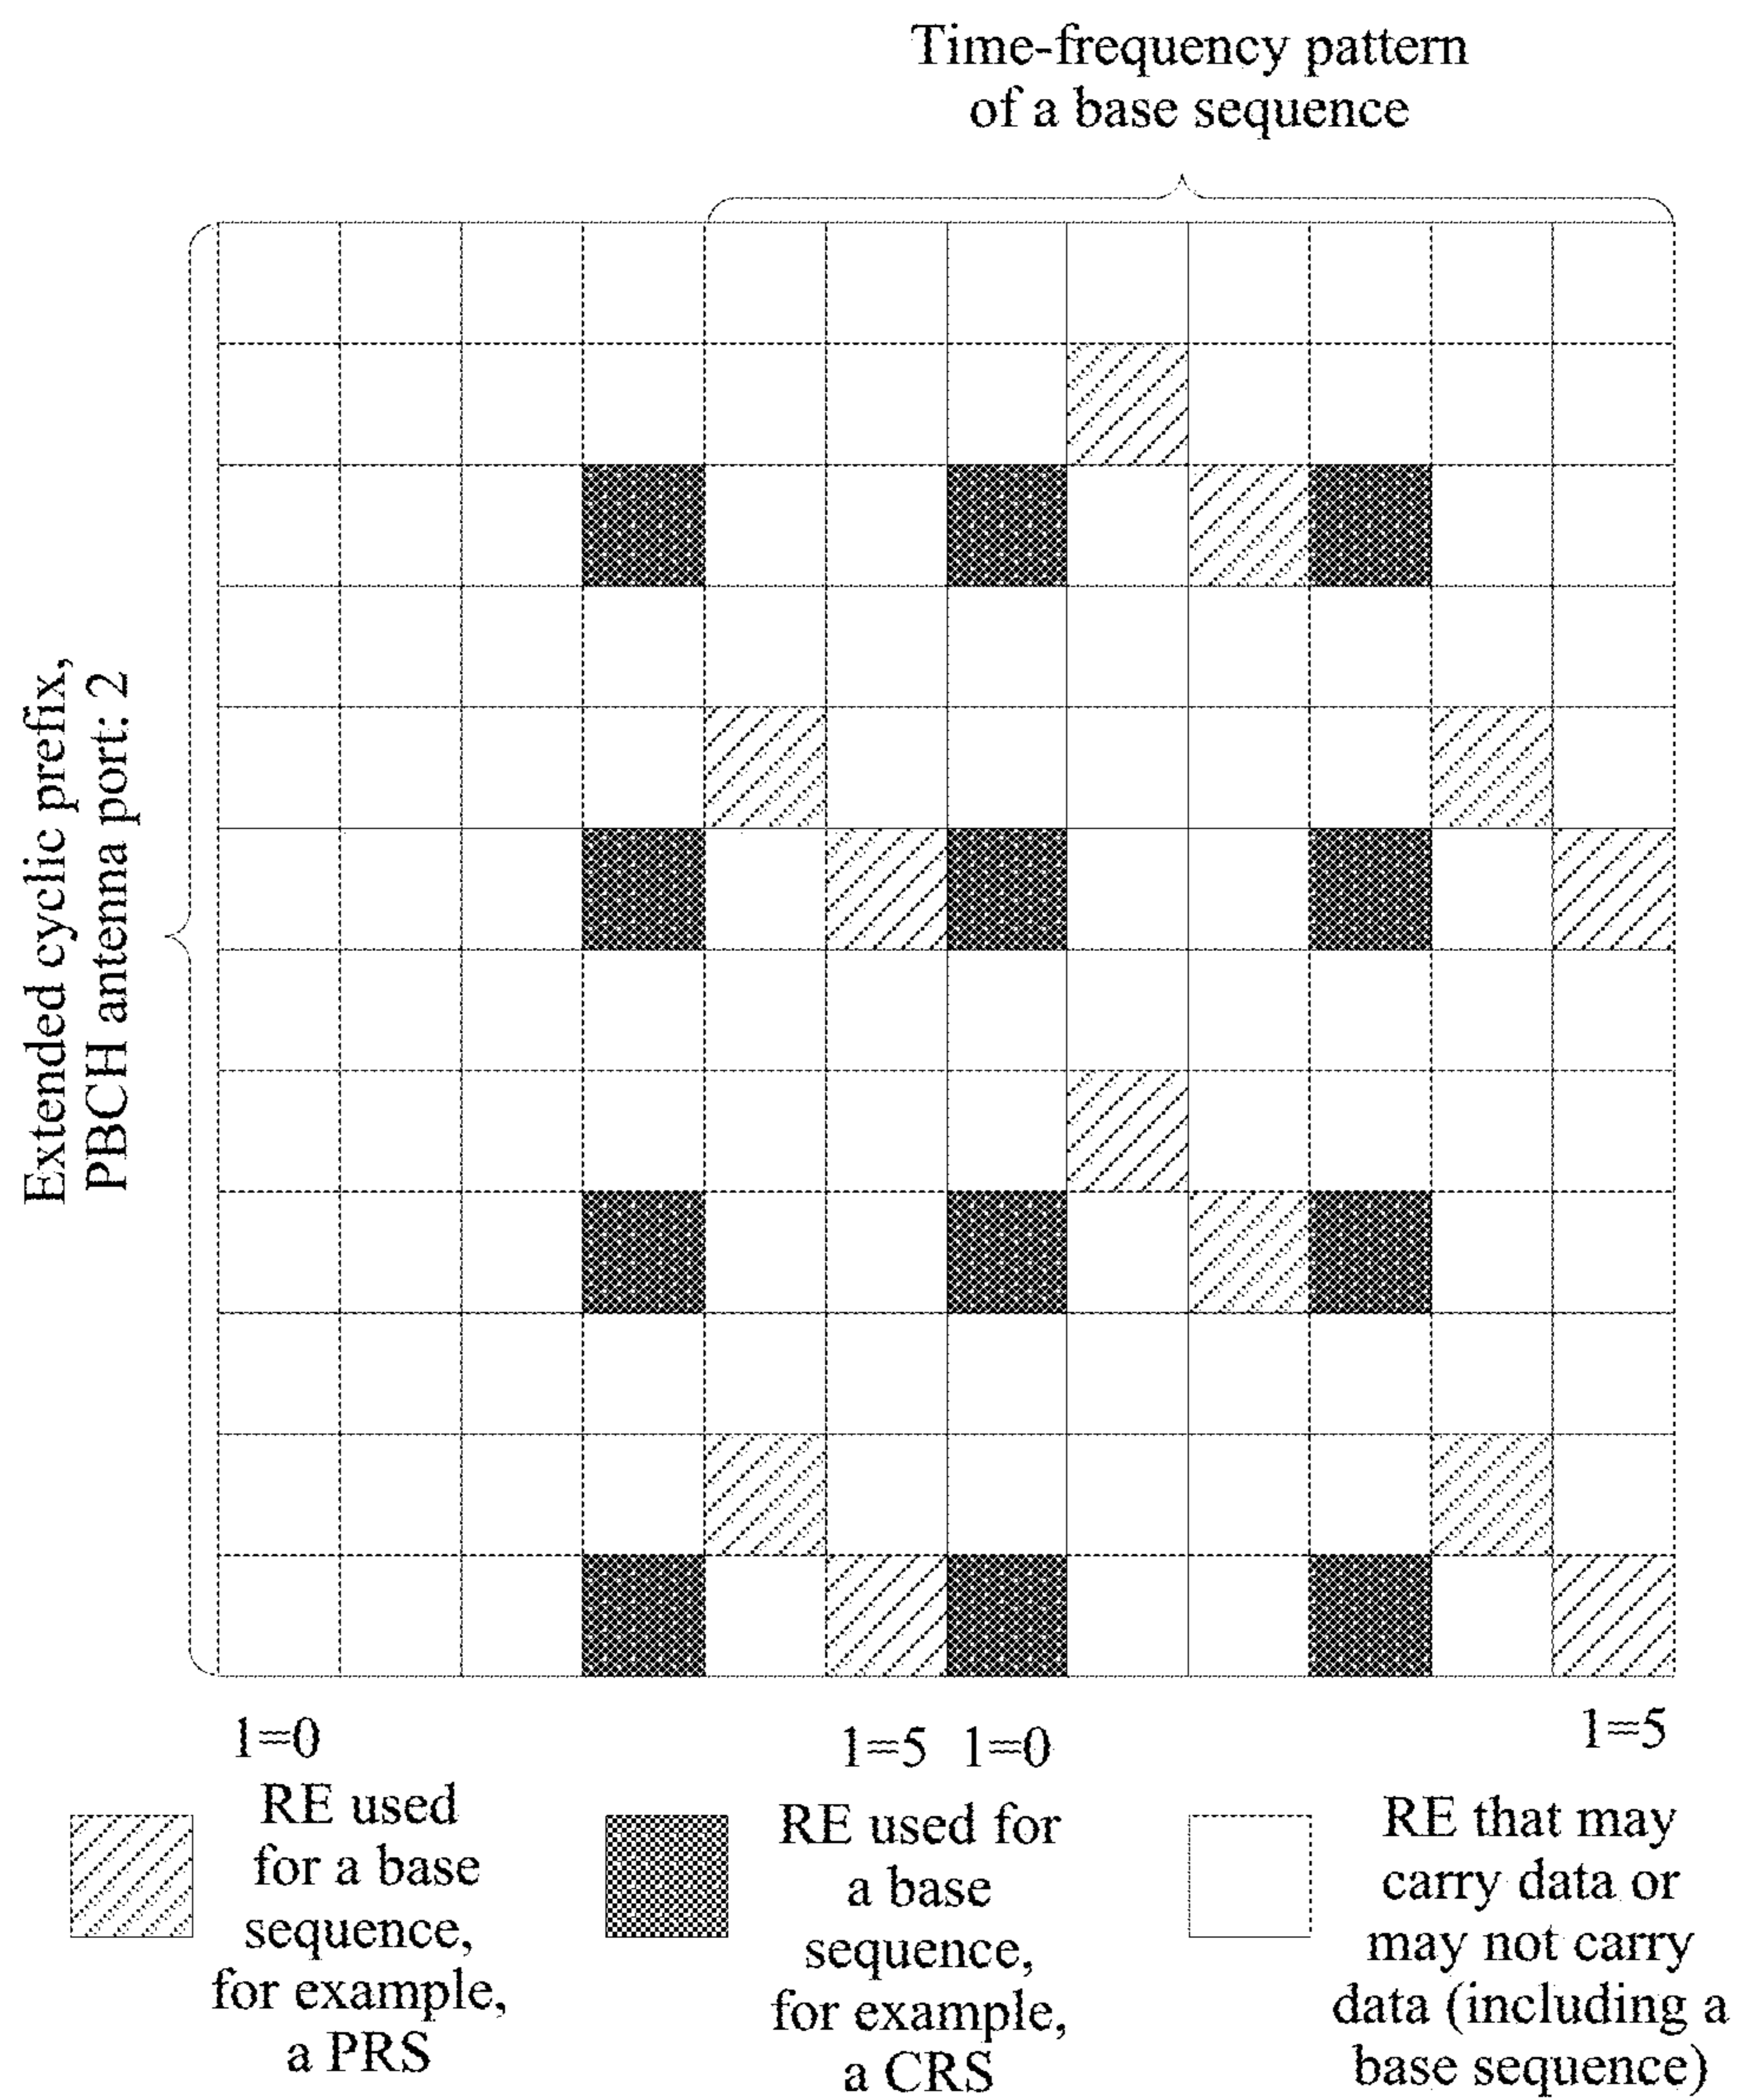 Time-frequency pattern
of a base sequence
Extended cyclic prefix,
PBCH antenna port: 2
l=0
l=5
l=0
l=5
RE used
for a base
sequence,
for example,
a PRS
RE used for
a base
sequence,
for example,
a CRS
RE that may
carry data or
may not carry
data (including a
base sequence)